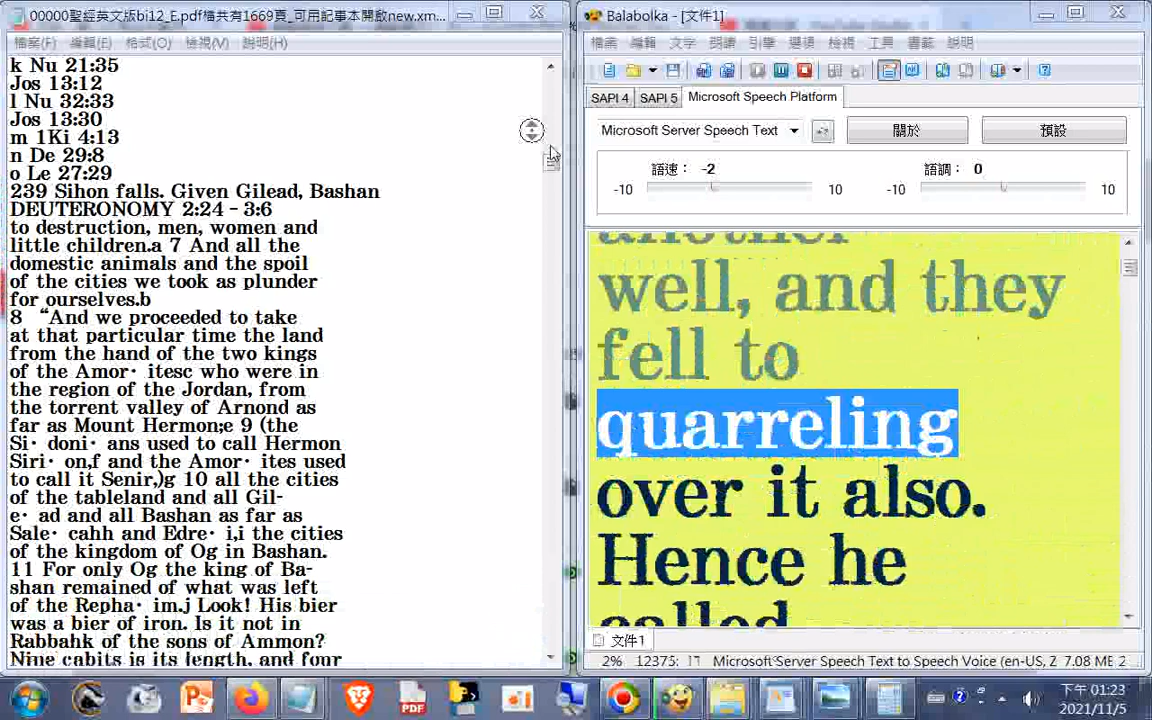 00000聖經英文版bi12_E.pdf檔共有1669頁_可用記事本開啟new.xm...
檔案(F) 編輯(E) 格式(O) 檢視(V) 說明(H)
k Nu 21:35
Jos 13:12
l Nu 32:33
Jos 13:30
m 1Ki 4:13
n De 29:8
o Le 27:29
239 Sihon falls. Given Gilead, Bashan
DEUTERONOMY 2:24 – 3:6
to destruction, men, women and
little children.a 7 And all the
domestic animals and the spoil
of the cities we took as plunder
for ourselves.b
8 “And we proceeded to take
at that particular time the land
from the hand of the two kings
of the Amor· itesc who were in
the region of the Jordan, from
the torrent valley of Arnond as
far as Mount Hermon;e 9 (the
Si· doni· ans used to call Hermon
Siri· on,f and the Amor· ites used
to call it Senir,)g 10 all the cities
of the tableland and all Gil-
e· ad and all Bashan as far as
Sale· cahh and Edre· i,i the cities
of the kingdom of Og in Bashan.
11 For only Og the king of Ba-
shan remained of what was left
of the Repha· im.j Look! His bier
was a bier of iron. Is it not in
Rabbahk of the sons of Ammon?
Nine cabits is its length, and four
Balabolka - [文件1]
檔案 編輯 文字 朗讀 引擎 選項 檢視 工具 書籤 說明
SAPI 4 SAPI 5 Microsoft Speech Platform
Microsoft Server Speech Text 關於 預設
語速： -2 語調： 0
-10 10 -10 10
another
well, and they
fell to
quarreling
over it also.
Hence he
called
文件1
2% 12375: Microsoft Server Speech Text to Speech Voice (en-US, Z 7.08 MB
下午 01:23
2021/11/5